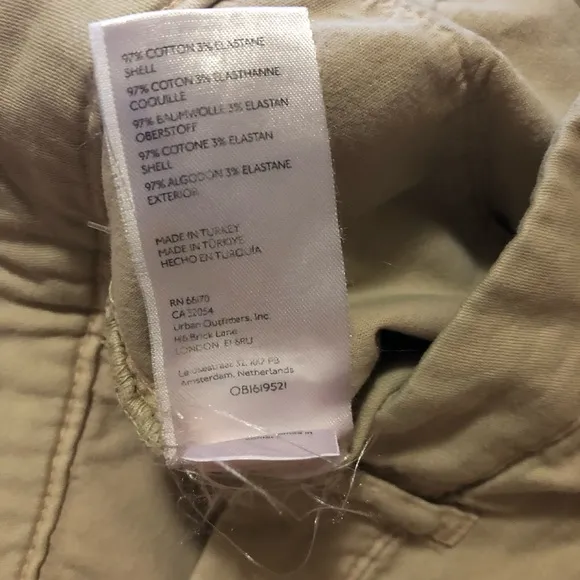 97% COTTON 3% ELASTANE
SHELL
97% COTON 3% ELASTHANNE
COQUILLE
97% BAUMWOLLE 3% ELASTAN
OBERSTOFF
97% COTONE 3% ELASTAN
SHELL
97% ALGODON 3% ELASTANE
EXTERIOR
MADE IN TURKEY
MADE IN TÜRKIYE
HECHO EN TURQUIA
RN 66170
CA 32054
Urban Outfitters, Inc.
H6 Brick Lane
LONDON, E1 6RU
32,
Amsterdam, Netherlands
OB1619521